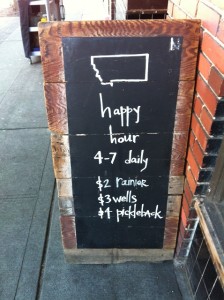 happy
hour
4-7 daily
$2 rainier
$3 wells
$4 pickleback